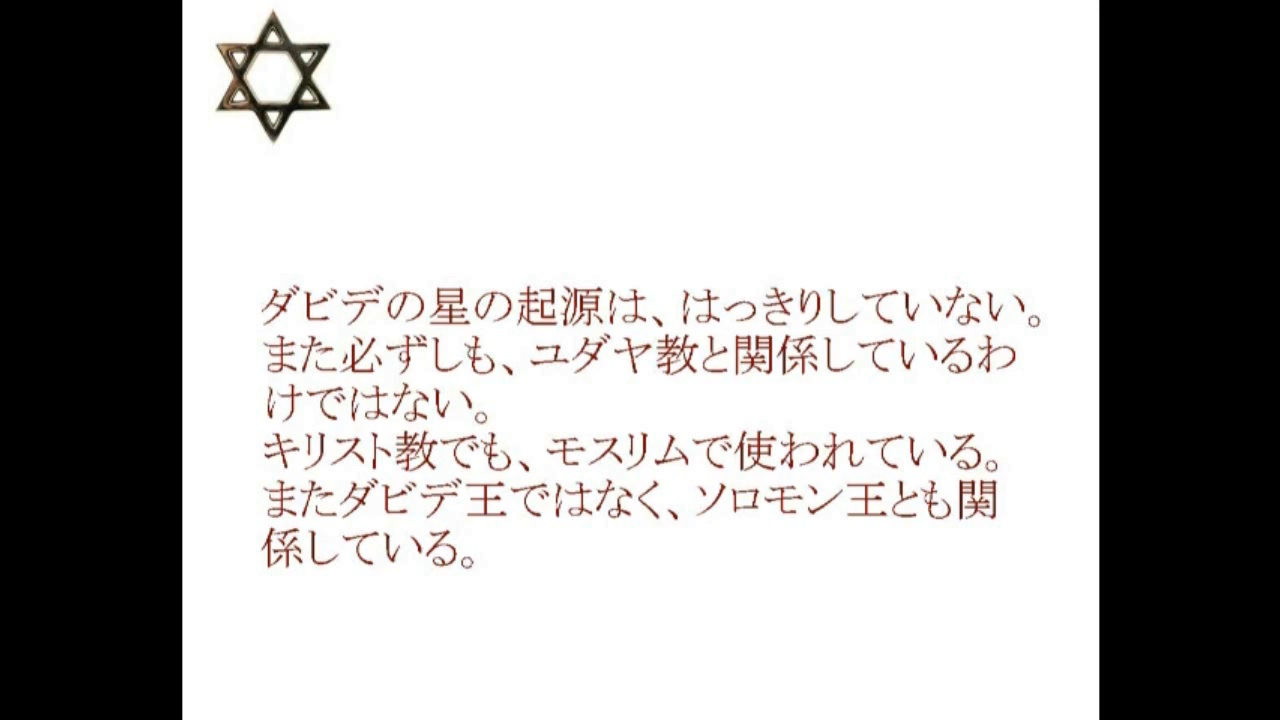 ダビデの星の起源は、はっきりしていない。
また必ずしも、ユダヤ教と関係しているわ
けではない。
キリスト教でも、モスリムで使われている。
またダビデ王ではなく、ソロモン王とも関
係している。